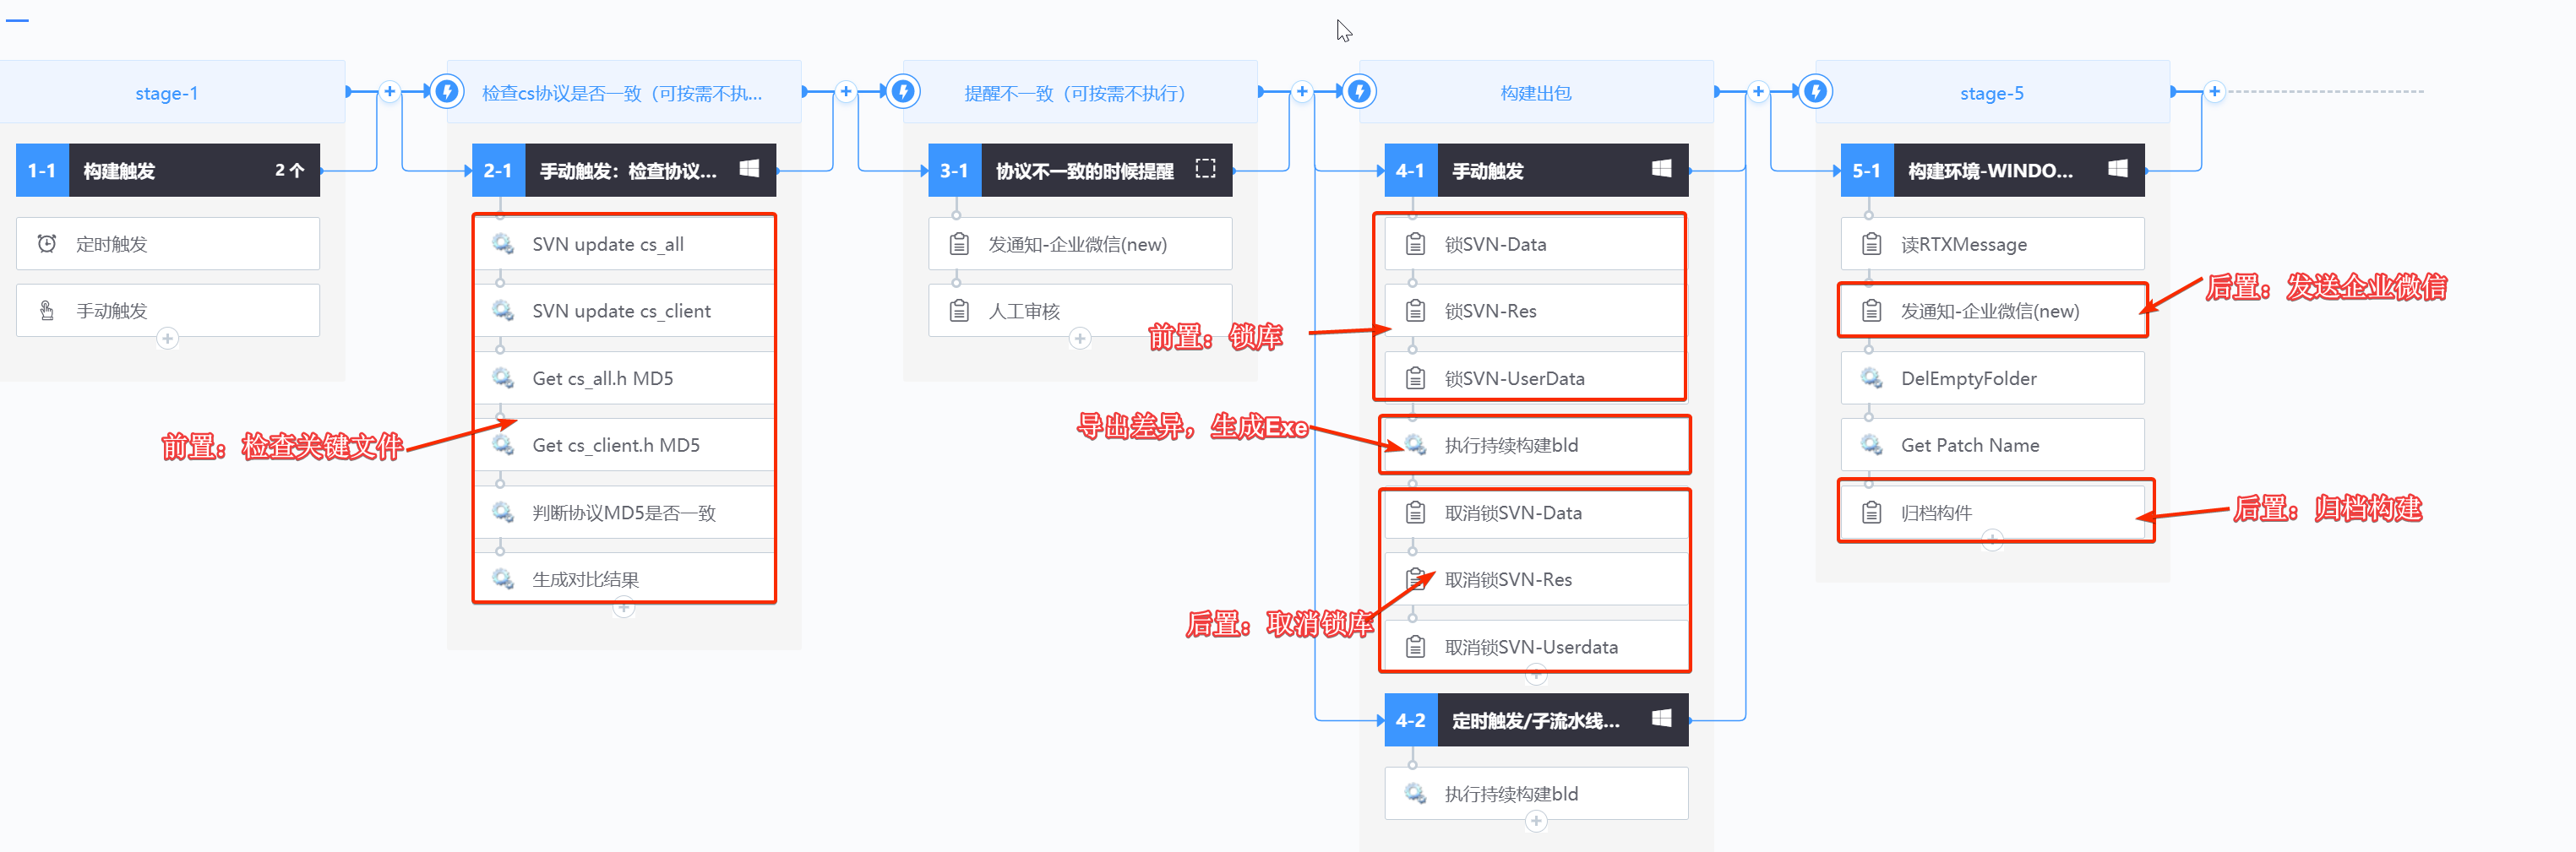 stage-1
1-1 构建触发 2 个
定时触发
手动触发
检查cs协议是否一致（可按需不执...
2-1 手动触发：检查协议...
SVN update cs_all
SVN update cs_client
Get cs_all.h MD5
Get cs_client.h MD5
判断协议MD5是否一致
生成对比结果
前置：检查关键文件
提醒不一致（可按需不执行）
3-1 协议不一致的时候提醒
发通知-企业微信(new)
人工审核
构建出包
4-1 手动触发
锁SVN-Data
锁SVN-Res
锁SVN-UserData
前置：锁库
执行持续构建bld
导出差异，生成Exe
取消锁SVN-Data
取消锁SVN-Res
取消锁SVN-Userdata
后置：取消锁库
4-2 定时触发/子流水线...
执行持续构建bld
stage-5
5-1 构建环境-WINDO...
读RTXMessage
发通知-企业微信(new)
后置：发送企业微信
DelEmptyFolder
Get Patch Name
归档构件
后置：归档构建